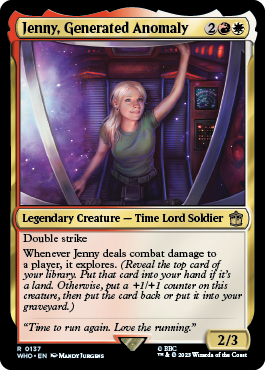 Jenny, Generated Anomaly 2
Legendary Creature — Time Lord Soldier
Double strike
Whenever Jenny deals combat damage to
a player, it explores. (Reveal the top card of
your library. Put that card into your hand if it's
a land. Otherwise, put a +1/+1 counter on this
creature, then put the card back or put it into your
graveyard.)
"Time to run again. Love the running."
2/3
R 0137
WHO • EN MANDY JURGENS
© BBC
™ & © 2023 Wizards of the Coast